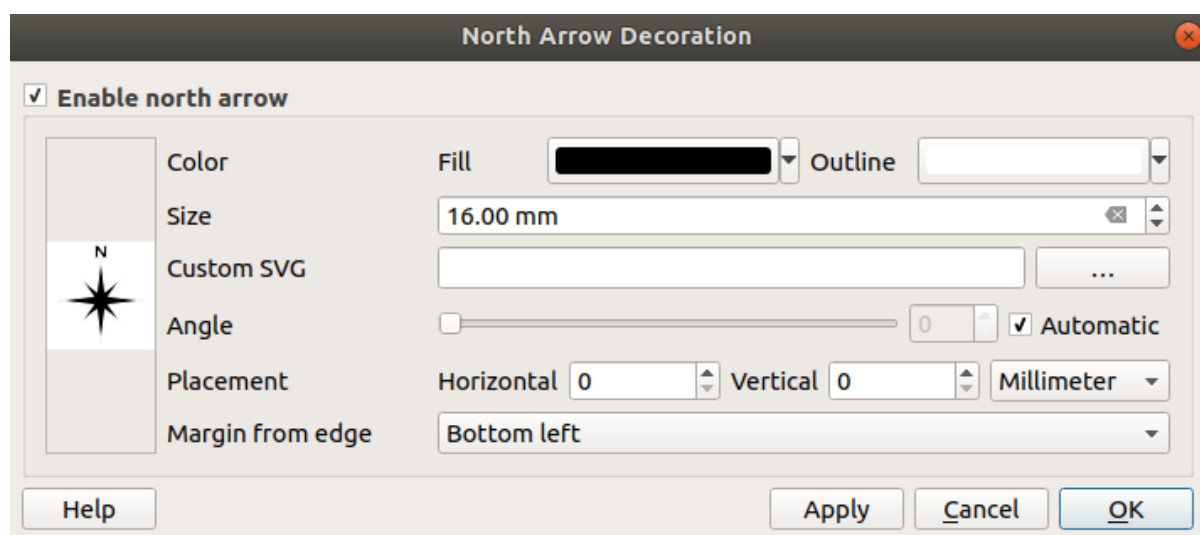 North Arrow Decoration
Enable north arrow
Color Fill Outline
Size 16.00 mm
N
Custom SVG ...
Angle 0 Automatic
Placement Horizontal 0 Vertical 0 Millimeter
Margin from edge Bottom left
Help Apply Cancel OK